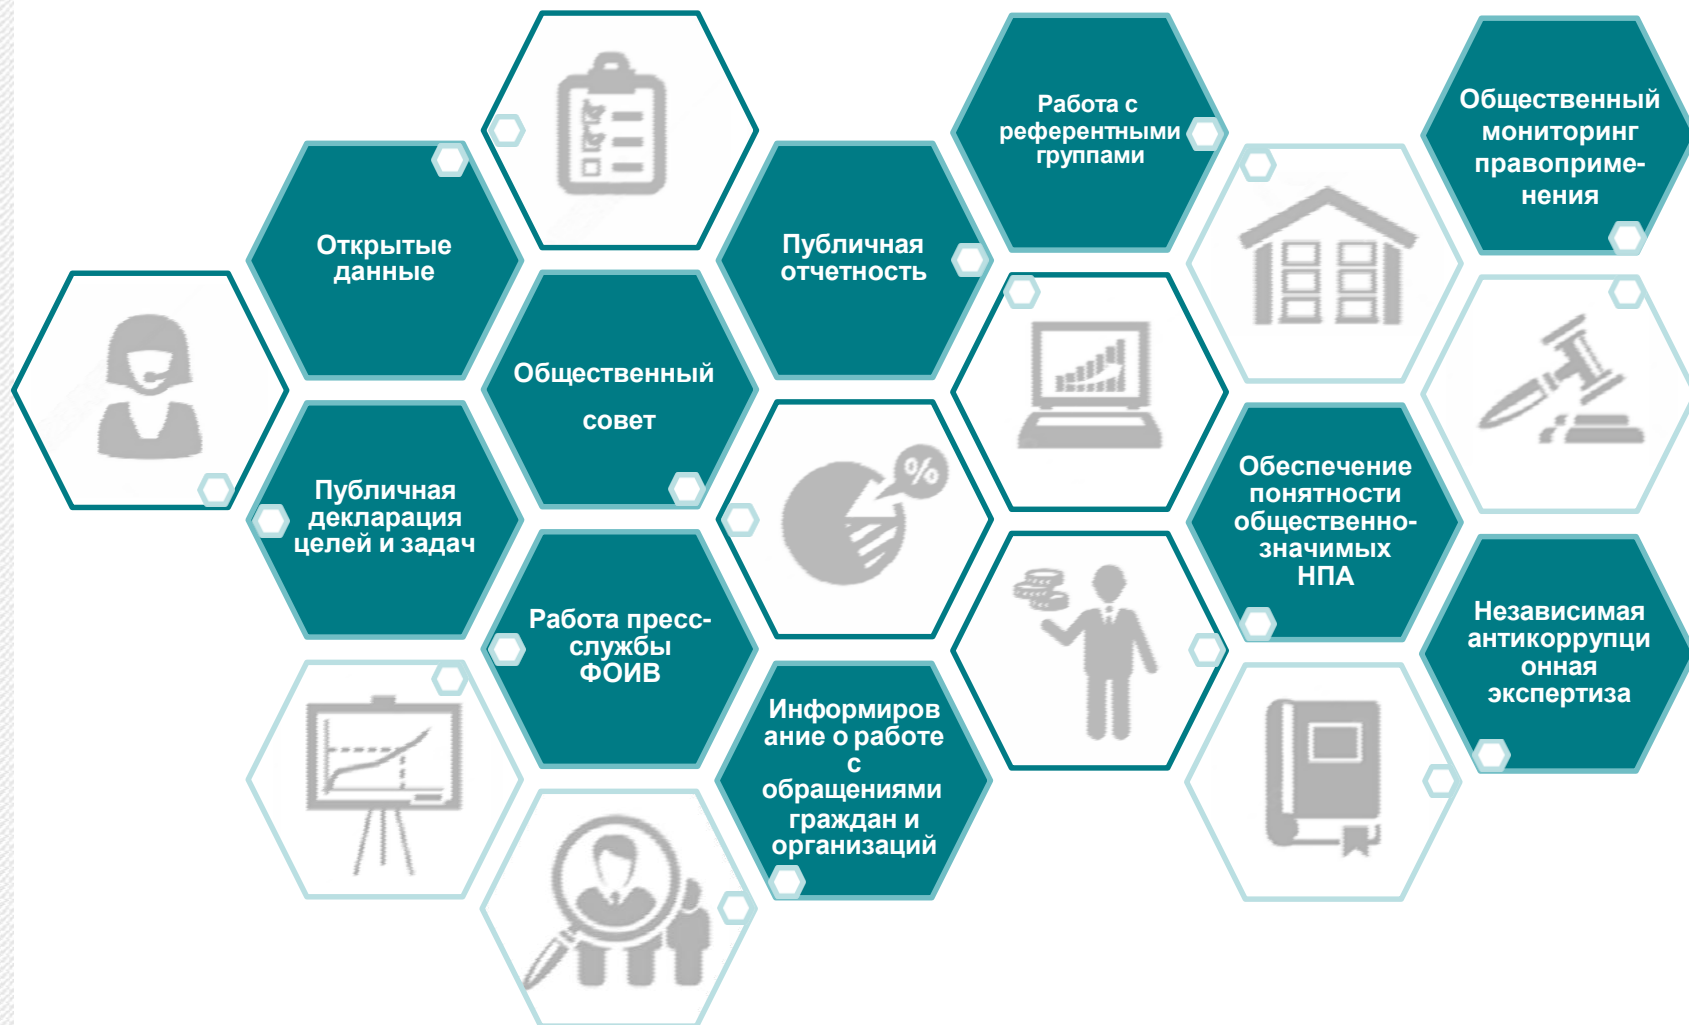 Открытые
данные
Публичная
декларация
целей и задач
Общественный
совет
Работа пресс-
службы
ФОИВ
Публичная
отчетность
Информиров
ание о работе
с
обращениями
граждан и
организаций
%
Работа с
референтными
группами
Обеспечение
понятности
общественно-
значимых
НПА
Общественный
мониторинг
правоприме-
нения
Независимая
антикоррупци
онная
экспертиза